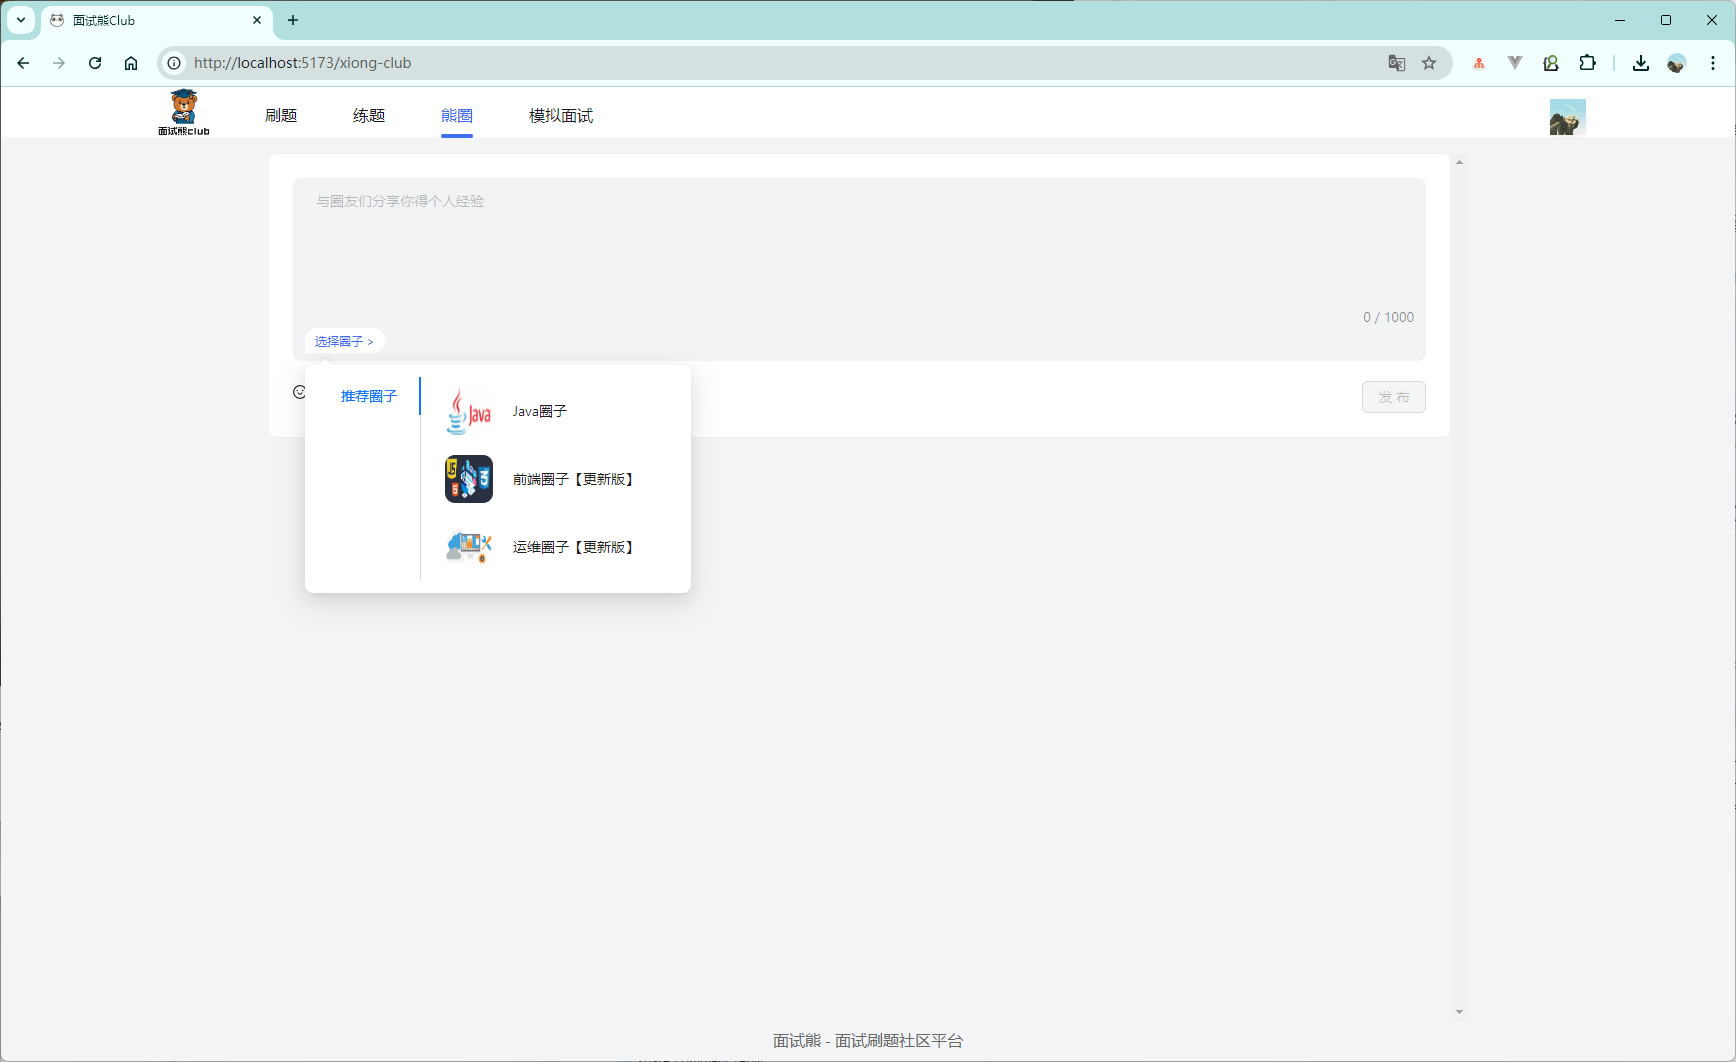 面试熊Club
http://localhost:5173/xiong-club
面试熊club
刷题 练题 熊圈 模拟面试
与圈友们分享你得个人经验
0 / 1000
选择圈子 >
推荐圈子
发 布
Java
Java圈子
前端圈子【更新版】
运维圈子【更新版】
面试熊 - 面试刷题社区平台